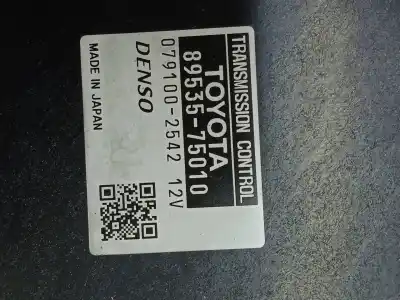 TRANSMISSION CONTROL
TOYOTA
89535-75010
079100-2542 12V
DENSO
MADE IN JAPAN